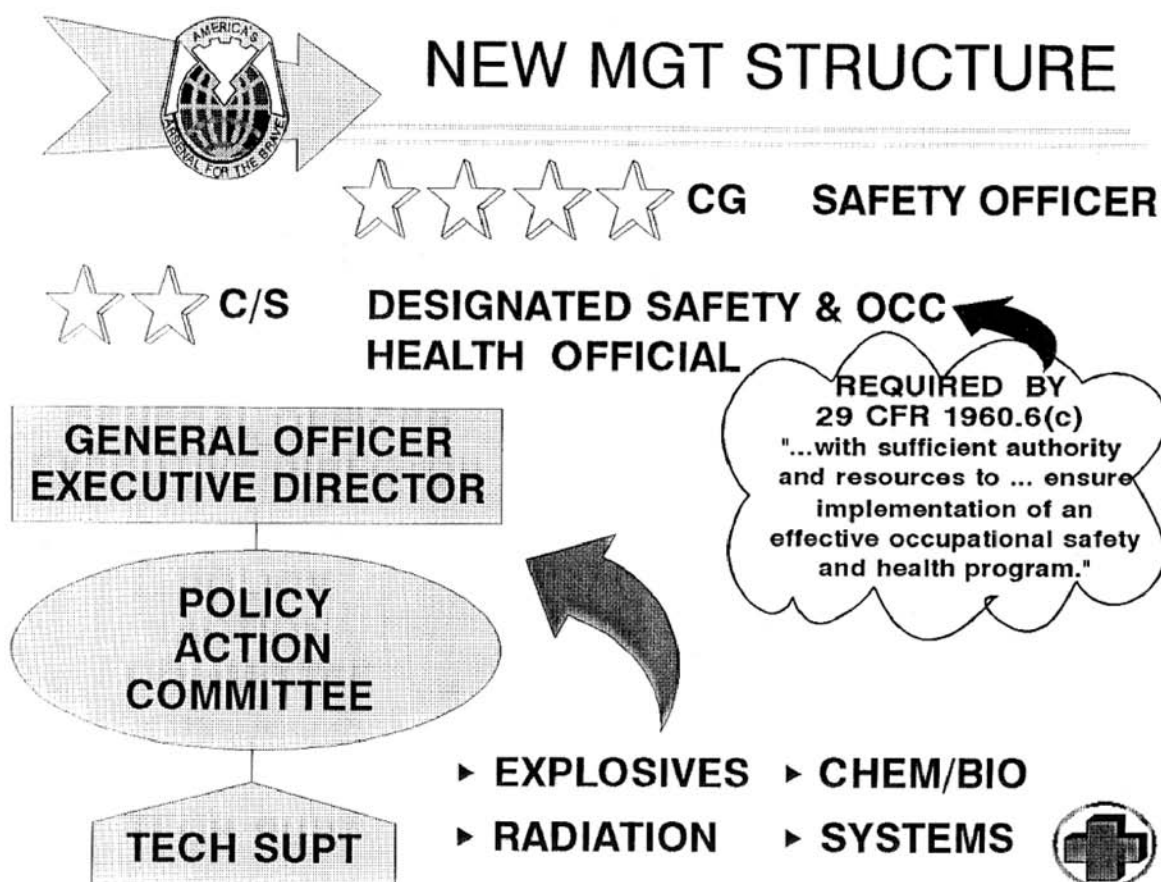 AMERICA'S
ARSENAL FOR THE BRAVE
NEW MGT STRUCTURE
CG SAFETY OFFICER
C/S DESIGNATED SAFETY & OCC
HEALTH OFFICIAL
REQUIRED BY
29 CFR 1960.6(c)
"...with sufficient authority
and resources to ... ensure
implementation of an
effective occupational safety
and health program."
GENERAL OFFICER
EXECUTIVE DIRECTOR
POLICY
ACTION
COMMITTEE
TECH SUPT
▸ EXPLOSIVES ▸ CHEM/BIO
▸ RADIATION ▸ SYSTEMS